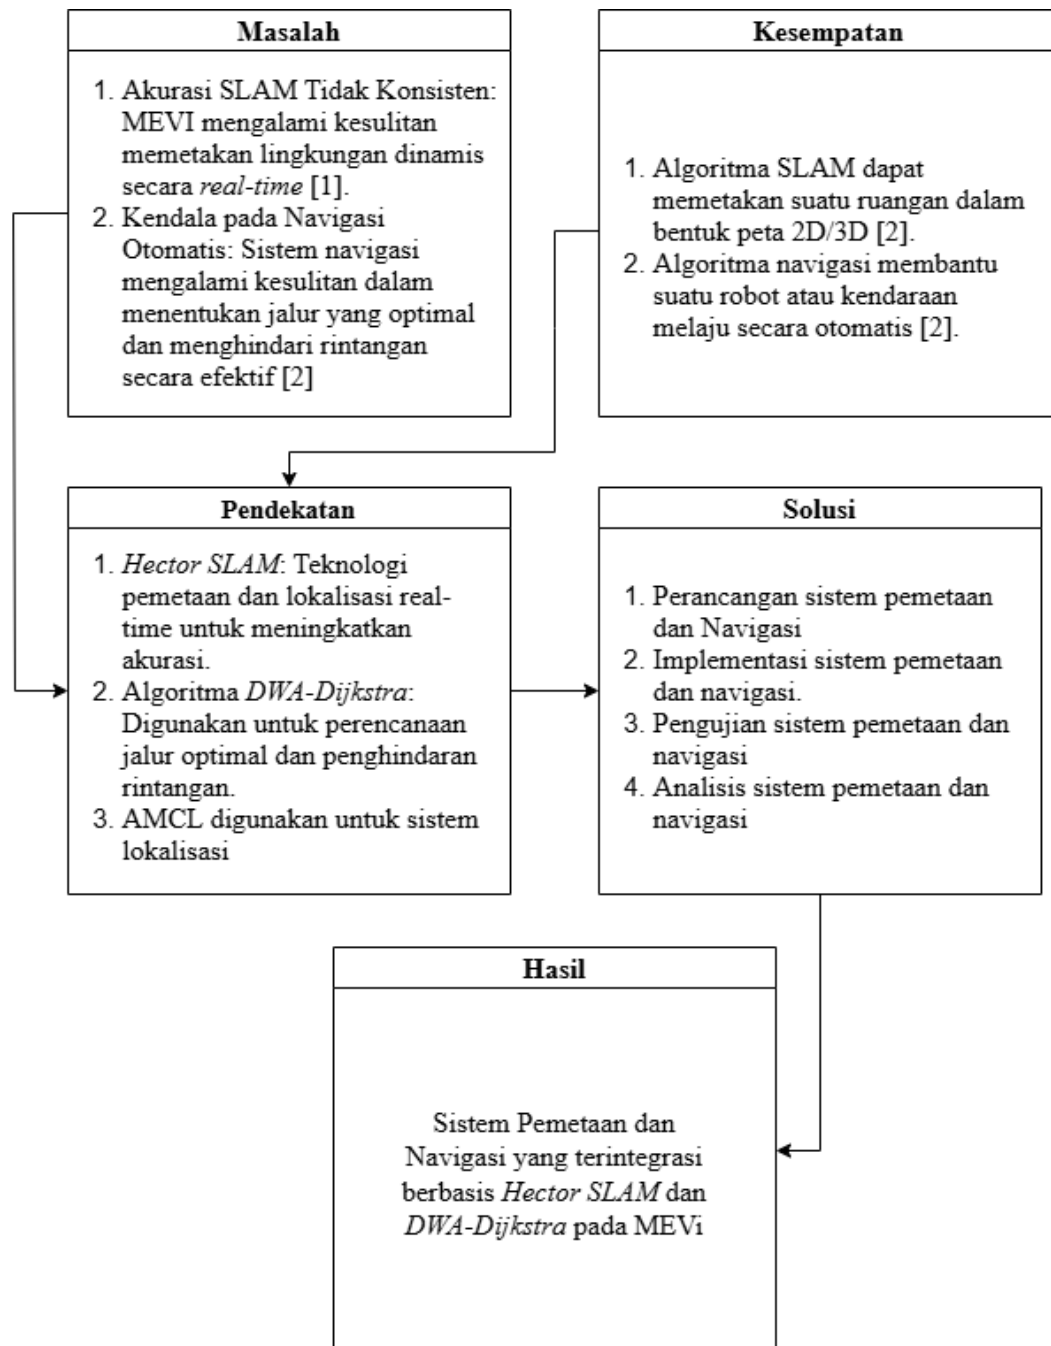 Masalah
1. Akurasi SLAM Tidak Konsisten:
MEVI mengalami kesulitan
memetakan lingkungan dinamis
secara real-time [1].
2. Kendala pada Navigasi
Otomatis: Sistem navigasi
mengalami kesulitan dalam
menentukan jalur yang optimal
dan menghindari rintangan
secara efektif [2]
Kesempatan
1. Algoritma SLAM dapat
memetakan suatu ruangan dalam
bentuk peta 2D/3D [2].
2. Algoritma navigasi membantu
suatu robot atau kendaraan
melaju secara otomatis [2].
Pendekatan
1. Hector SLAM: Teknologi
pemetaan dan lokalisasi real-
time untuk meningkatkan
akurasi.
2. Algoritma DWA-Dijkstra:
Digunakan untuk perencanaan
jalur optimal dan penghindaran
rintangan.
3. AMCL digunakan untuk sistem
lokalisasi
Solusi
1. Perancangan sistem pemetaan
dan Navigasi
2. Implementasi sistem pemetaan
dan navigasi.
3. Pengujian sistem pemetaan dan
navigasi
4. Analisis sistem pemetaan dan
navigasi
Hasil
Sistem Pemetaan dan
Navigasi yang terintegrasi
berbasis Hector SLAM dan
DWA-Dijkstra pada MEVi